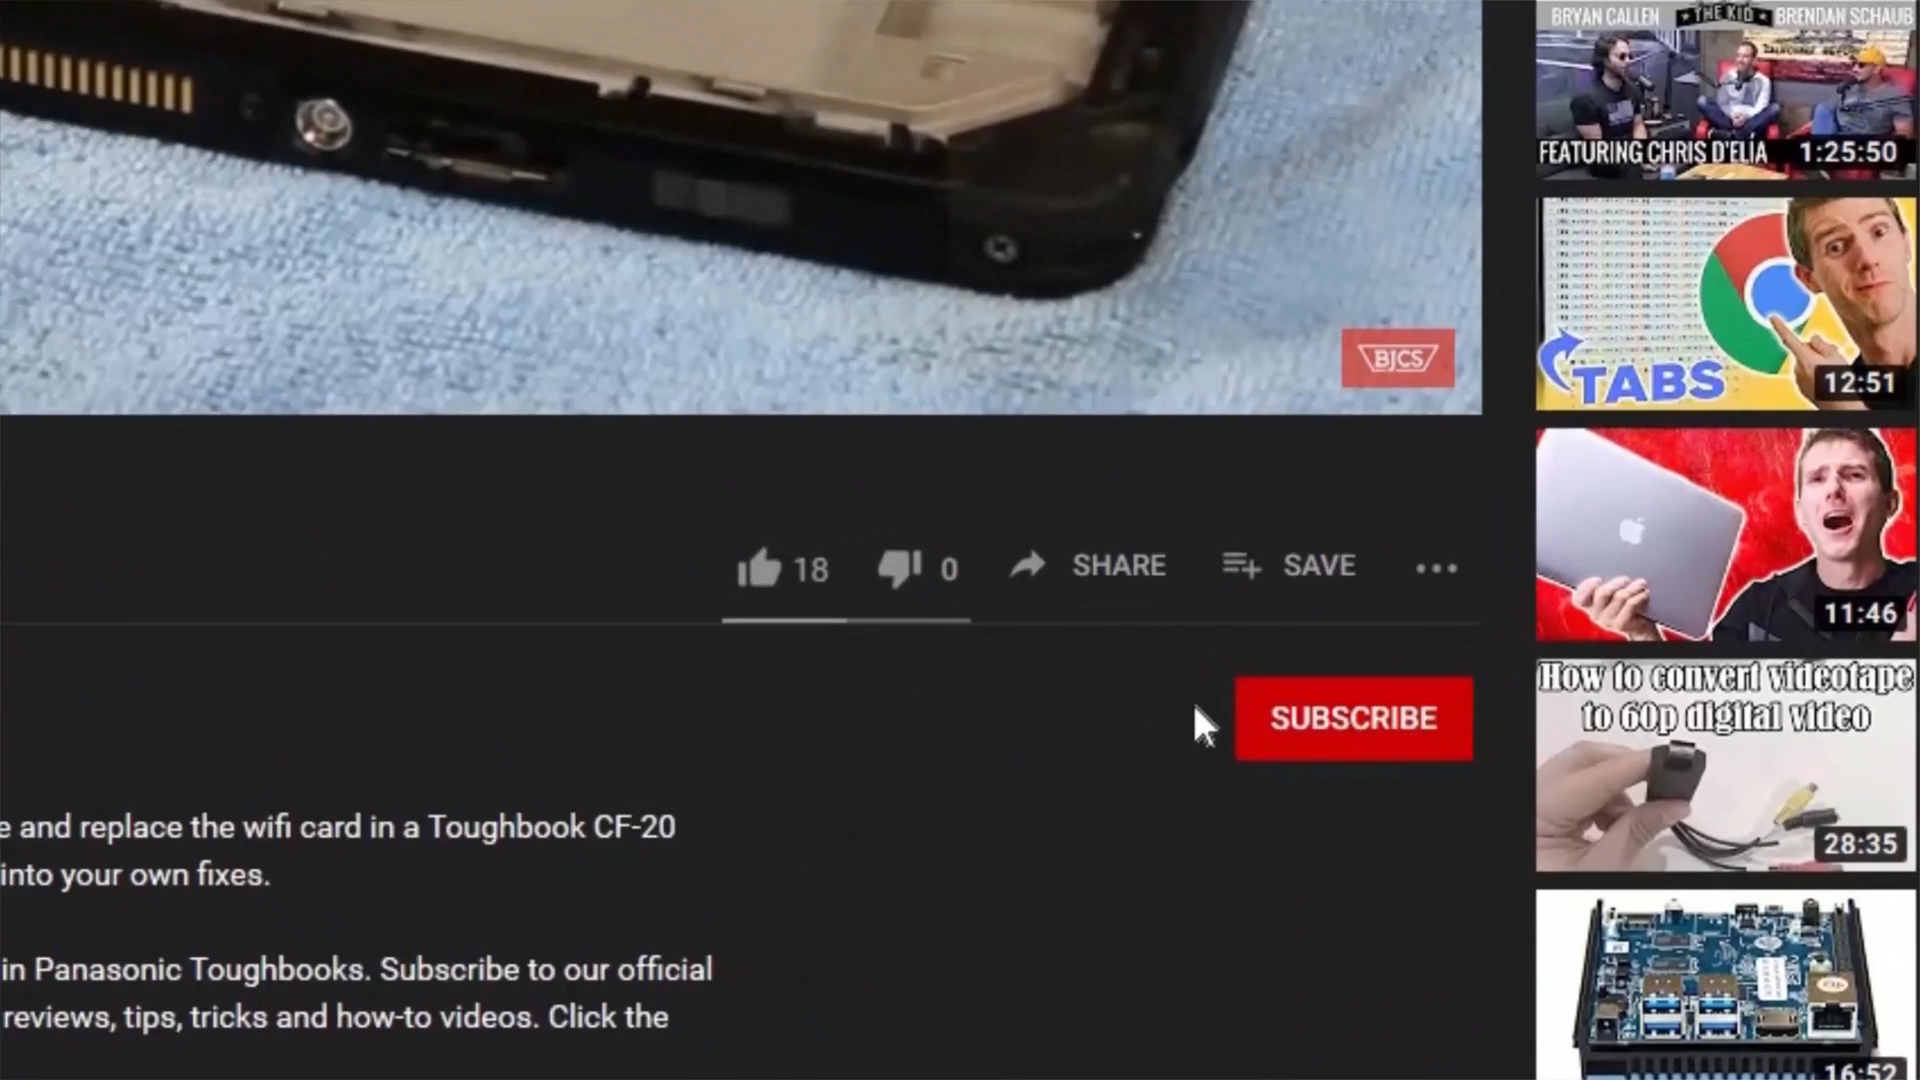 BRYAN CALLEN THE KID BRENDAN SCHAUB
FEATURING CHRIS D'ELIA 1:25:50
TABS
12:51
BJCS
11:46
18 0 SHARE SAVE
SUBSCRIBE
How to convert videotape
to 60p digital video
28:35
e and replace the wifi card in a Toughbook CF-20
into your own fixes.
in Panasonic Toughbooks. Subscribe to our official
reviews, tips, tricks and how-to videos. Click the
16:52